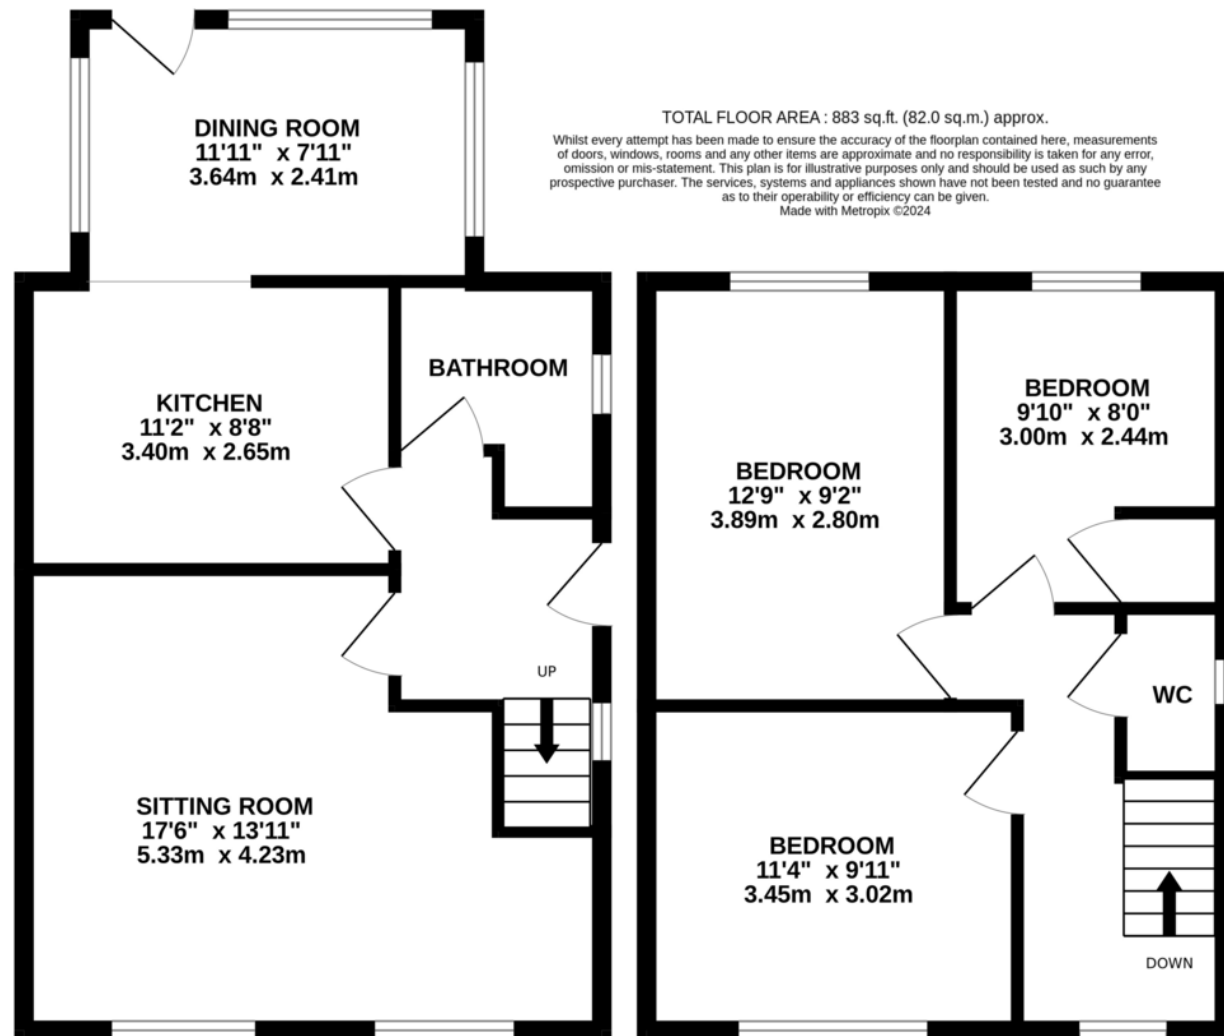 DINING ROOM
11'11" x 7'11"
3.64m x 2.41m
TOTAL FLOOR AREA : 883 sq.ft. (82.0 sq.m.) approx.
Whilst every attempt has been made to ensure the accuracy of the floorplan contained here, measurements
of doors, windows, rooms and any other items are approximate and no responsibility is taken for any error,
omission or mis-statement. This plan is for illustrative purposes only and should be used as such by any
prospective purchaser. The services, systems and appliances shown have not been tested and no guarantee
as to their operability or efficiency can be given.
Made with Metropix ©2024
KITCHEN
11'2" x 8'8"
3.40m x 2.65m
BATHROOM
UP
SITTING ROOM
17'6" x 13'11"
5.33m x 4.23m
BEDROOM
12'9" x 9'2"
3.89m x 2.80m
BEDROOM
9'10" x 8'0"
3.00m x 2.44m
WC
BEDROOM
11'4" x 9'11"
3.45m x 3.02m
DOWN